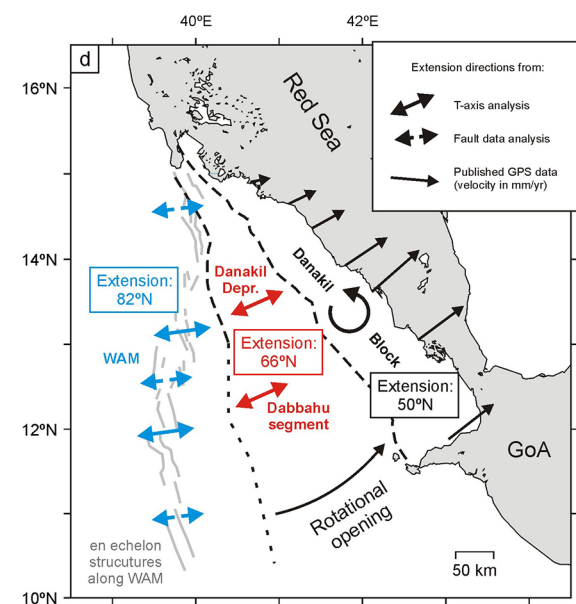 40ºE
42ºE
d
16ºN
14ºN
12ºN
10ºN
Red Sea
Extension directions from:
T-axis analysis
Fault data analysis
Published GPS data
(velocity in mm/yr)
Danakil
Block
Danakil
Depr.
Extension:
82ºN
Extension:
66ºN
WAM
Extension:
50ºN
Dabbahu
segment
GoA
Rotational
opening
en echelon
strucutures
along WAM
50 km